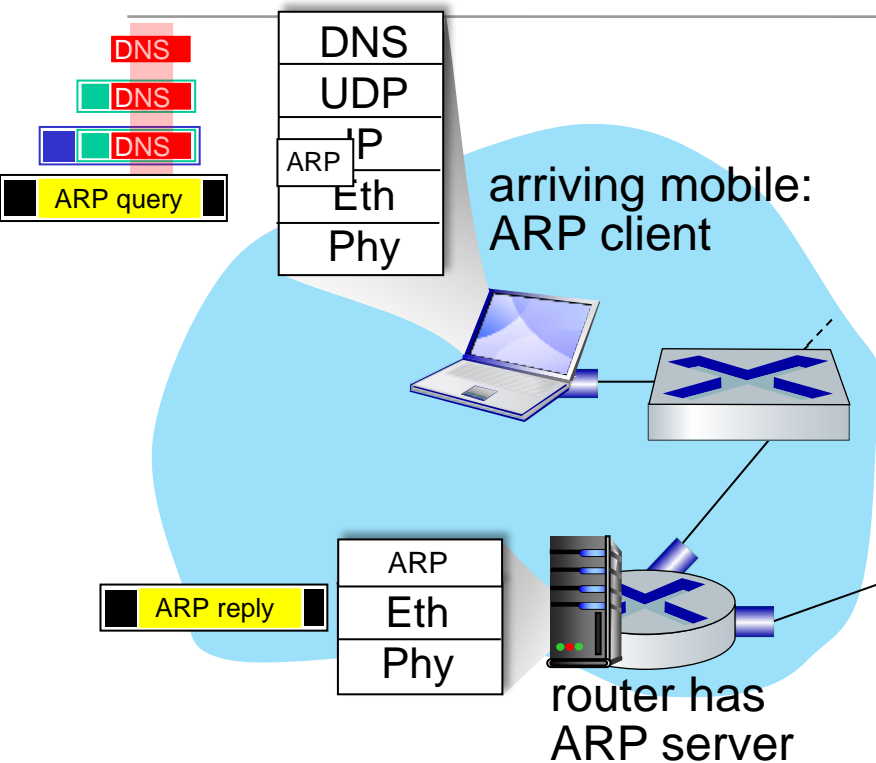 DNS
DNS
DNS
ARP query
DNS
UDP
IP
ARP
Eth
Phy
arriving mobile:
ARP client
ARP reply
ARP
Eth
Phy
router has
ARP server